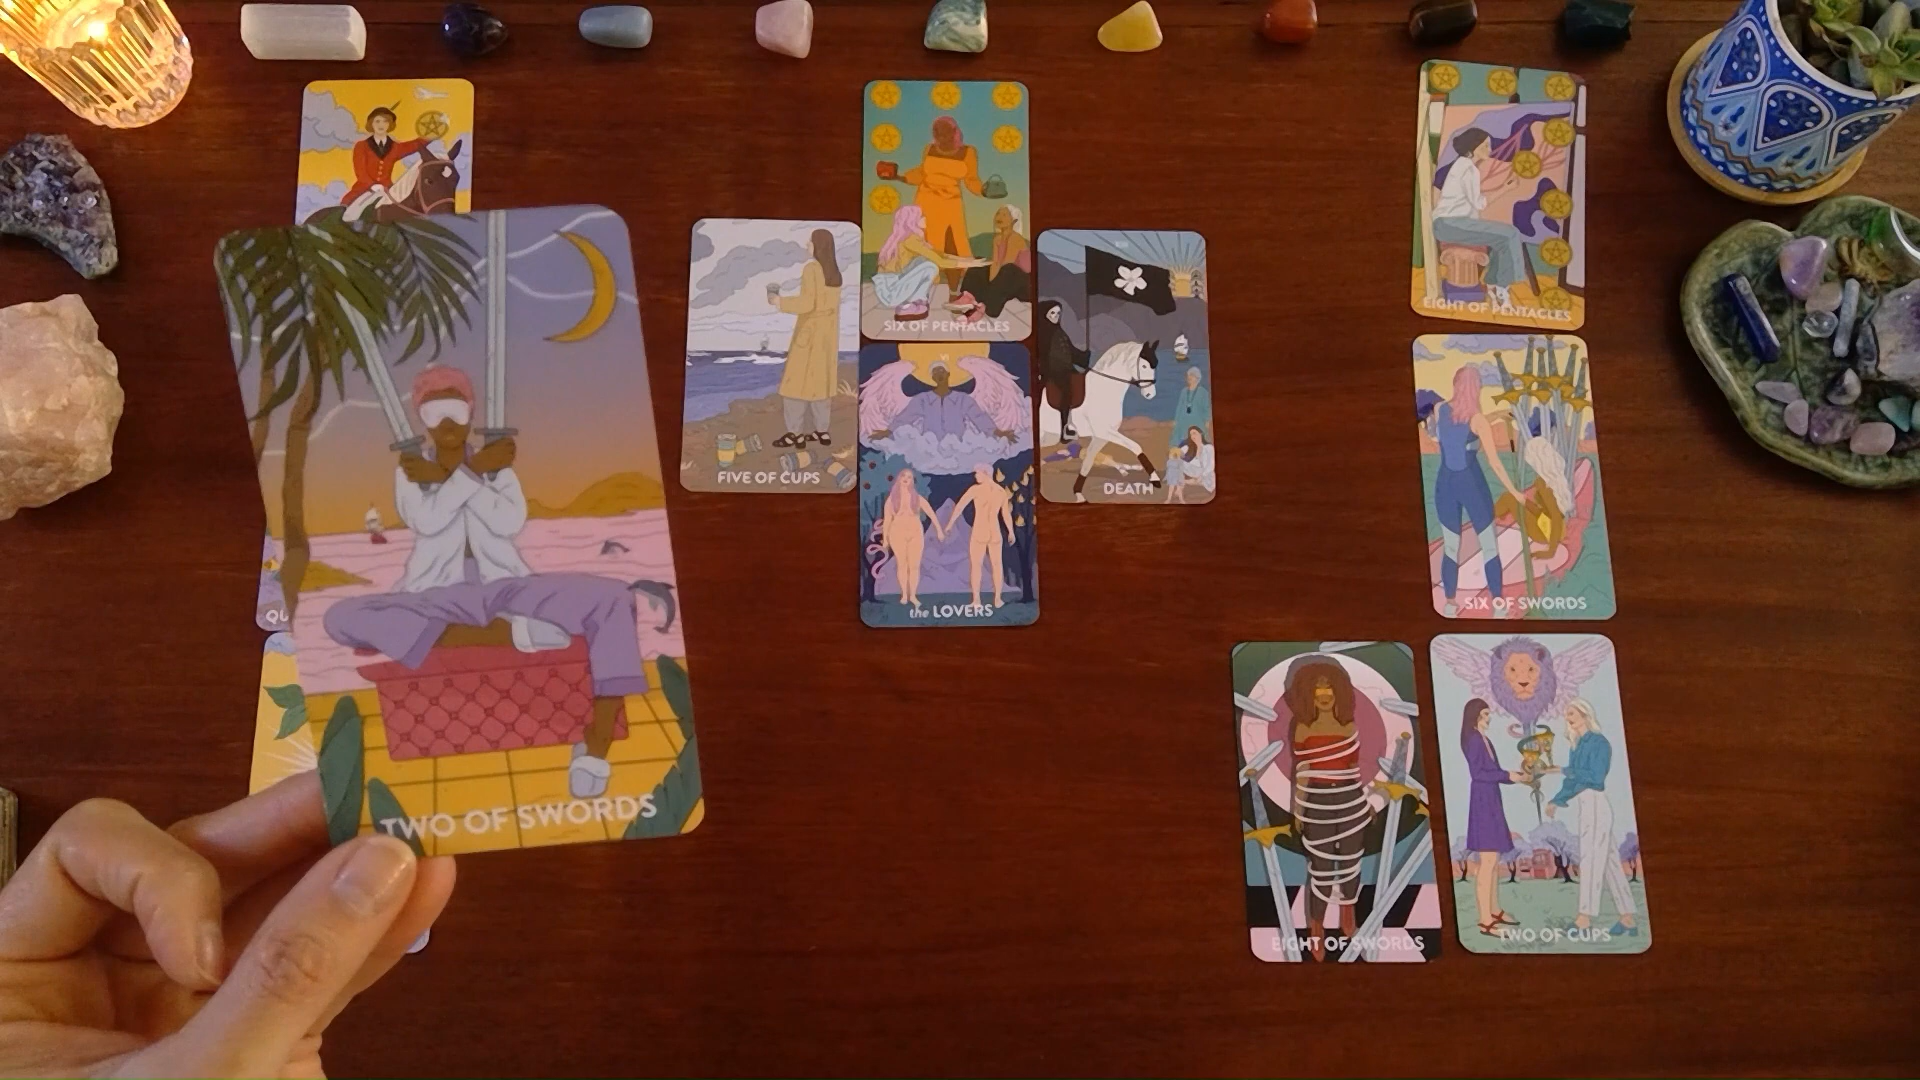 SIX OF PENTACLES
EIGHT OF PENTACLES
FIVE OF CUPS
DEATH
the LOVERS
SIX OF SWORDS
QU
TWO OF SWORDS
EIGHT OF SWORDS
TWO OF CUPS